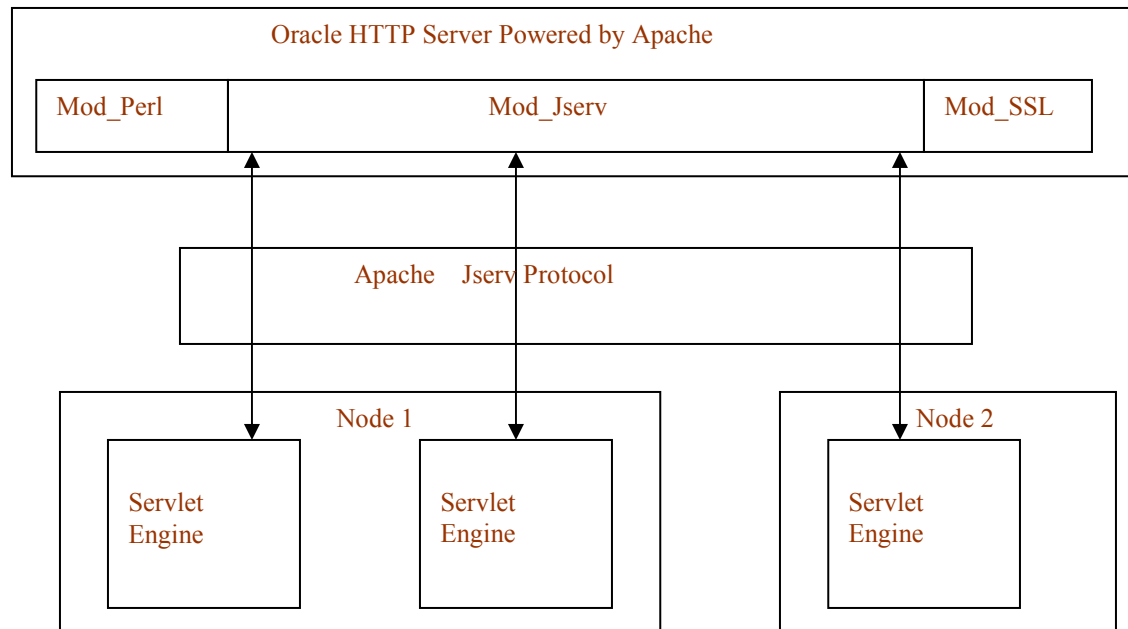 Oracle HTTP Server Powered by Apache
Mod_Perl
Mod_Jserv
Mod_SSL
Apache Jserv Protocol
Node 1
Node 2
Servlet
Engine
Servlet
Engine
Servlet
Engine